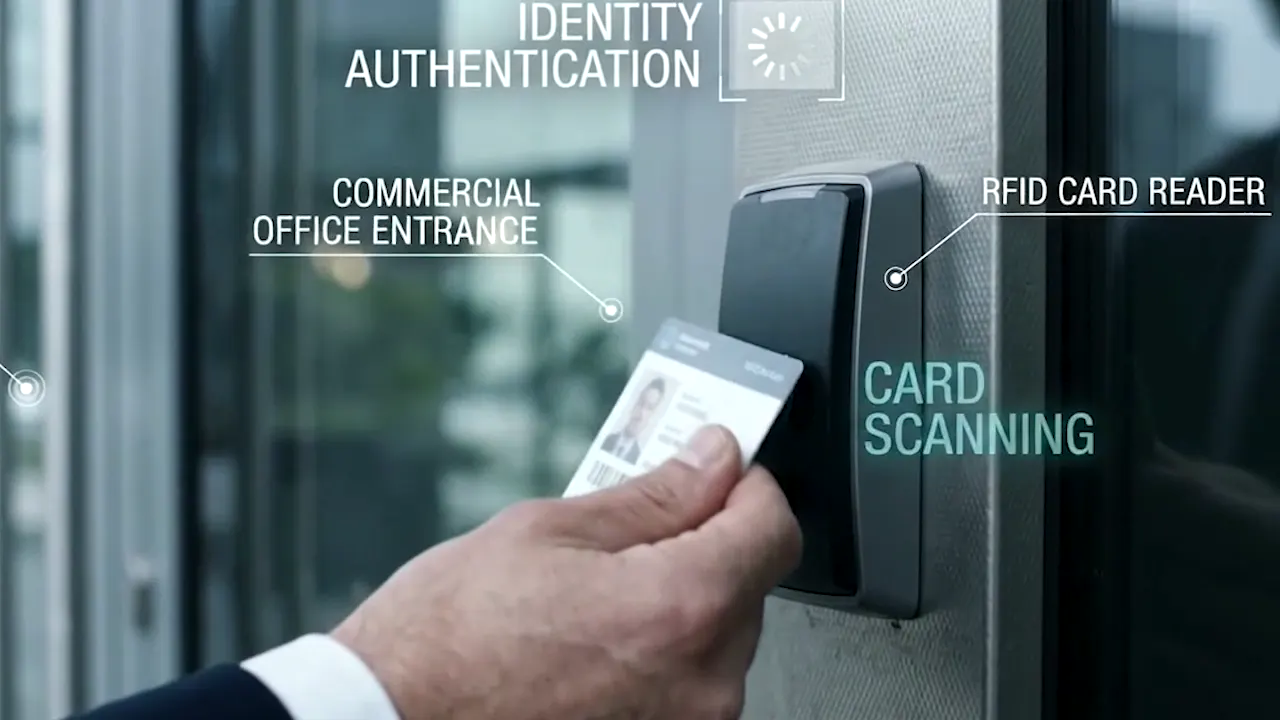 IDENTITY
AUTHENTICATION
COMMERCIAL
OFFICE ENTRANCE
RFID CARD READER
CARD
SCANNING